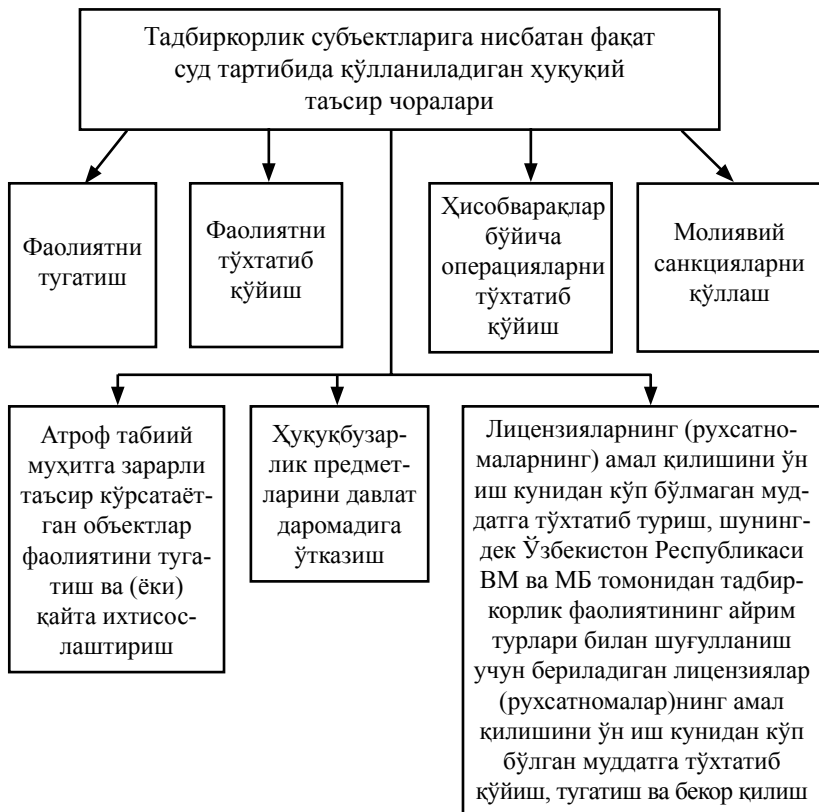 Тадбиркорлик субъектларига нисбатан фақат
суд тартибида қўлланиладиган ҳуқуқий
таъсир чоралари
Фаолиятни
тугатиш
Фаолиятни
тўхтатиб
қўйиш
Ҳисобварақлар
бўйича
операцияларни
тўхтатиб
қўйиш
Молиявий
санкцияларни
қўллаш
Атроф табиий
муҳитга зарарли
таъсир кўрсатаёт-
ган объектлар
фаолиятини туга-
тиш ва (ёки)
қайта ихтисос-
лаштириш
Ҳуқуқбузар-
лик предмет-
ларини давлат
даромадига
ўтказиш
Лицензияларнинг (рухсатно-
маларнинг) амал қилишини ўн
иш кунидан кўп бўлмаган муд-
датга тўхтатиб туриш, шунинг-
дек Ўзбекистон Республикаси
ВМ ва МБ томонидан тадбир-
корлик фаолиятининг айрим
турлари билан шуғулланиш
учун бериладиган лицензиялар
(рухсатномалар)нинг амал
қилишини ўн иш кунидан кўп
бўлган муддатга тўхтатиб
қўйиш, тугатиш ва бекор қилиш